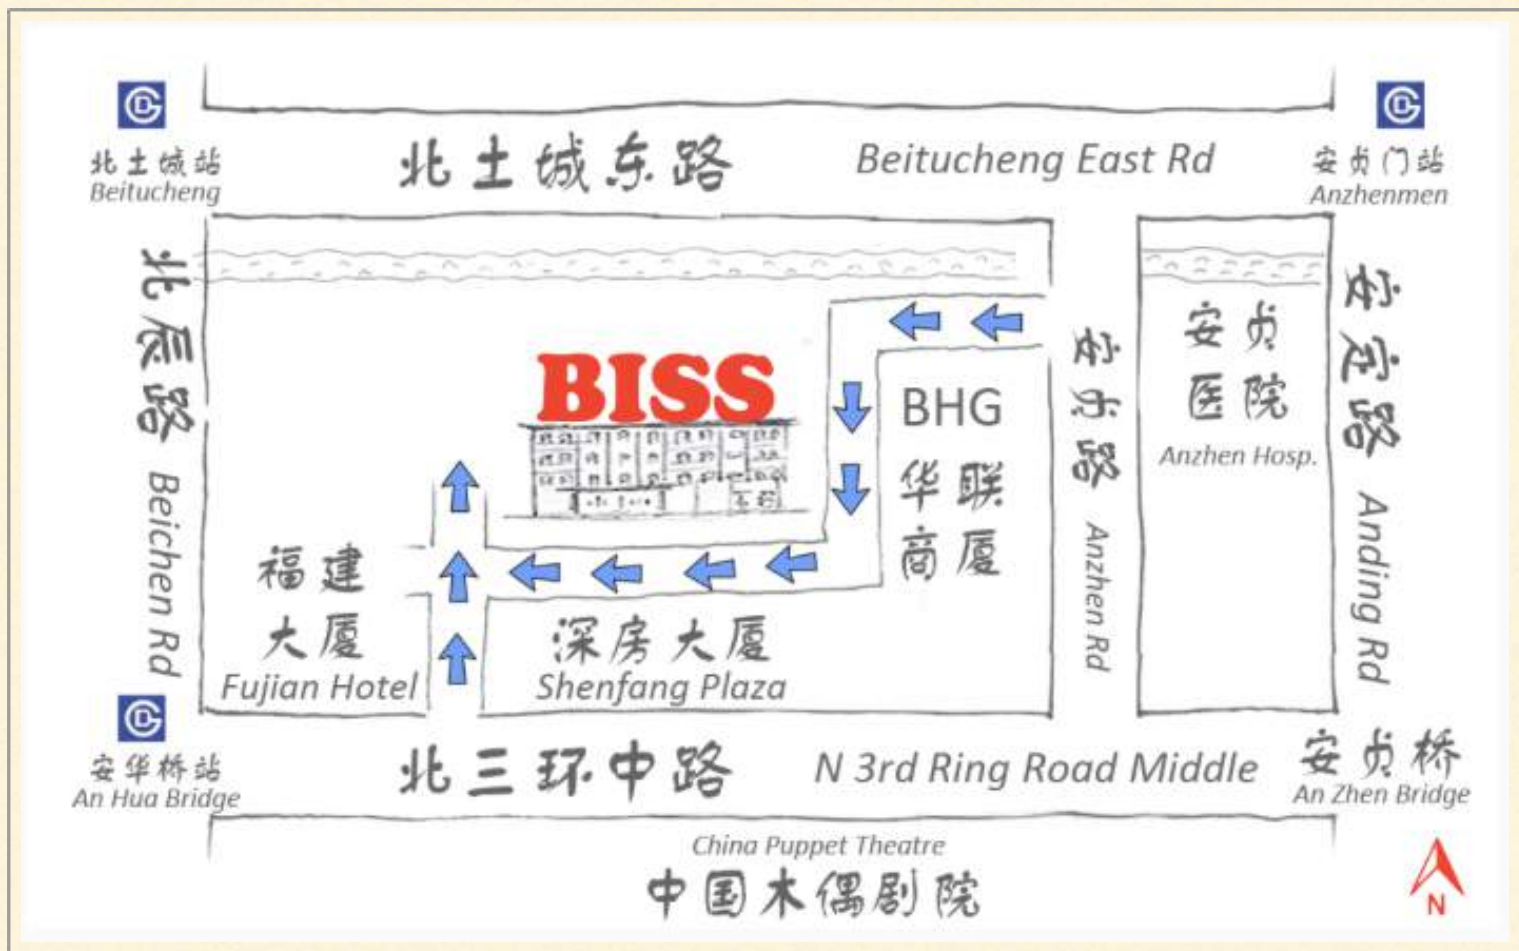 北土城站
Beitucheng
北土城东路
Beitucheng East Rd
安贞门站
Anzhenmen
北辰路
Beichen Rd
BISS
BHG
华联
商厦
安贞路
Anzhen Rd
安贞
医院
Anzhen Hosp.
安定路
Anding Rd
福建
大厦
Fujian Hotel
深房大厦
Shenfang Plaza
安华桥站
An Hua Bridge
北三环中路
N 3rd Ring Road Middle
安贞桥
An Zhen Bridge
China Puppet Theatre
中国木偶剧院
N